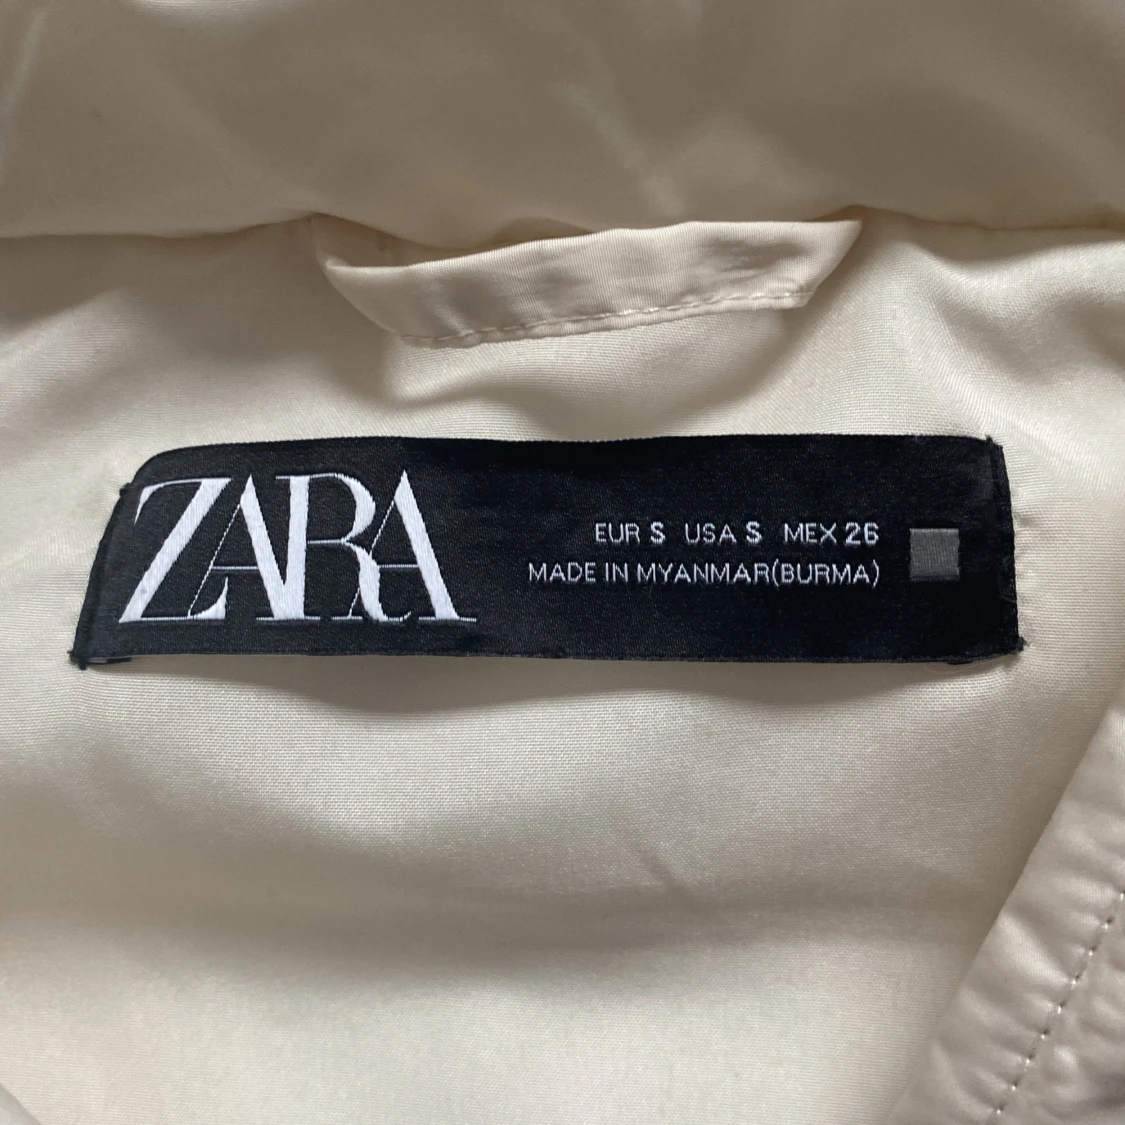 ZARA
EUR S USA S MEX 26
MADE IN MYANMAR(BURMA)